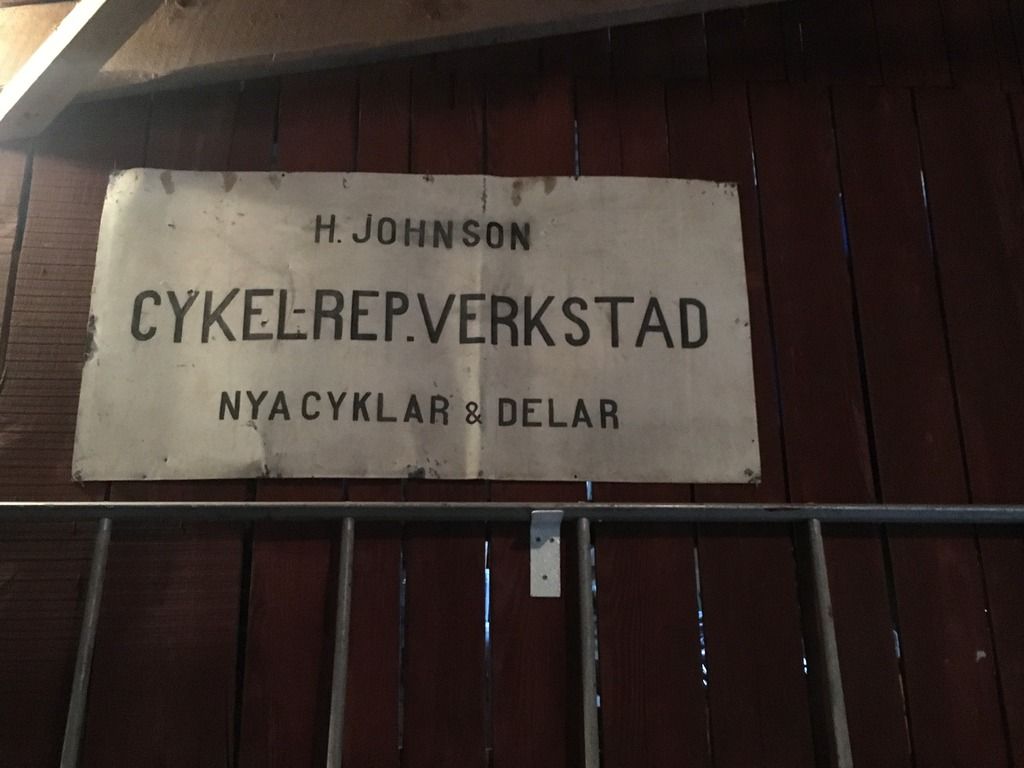 H. JOHNSON
CYKEL-REP.VERKSTAD
NYA CYKLAR & DELAR